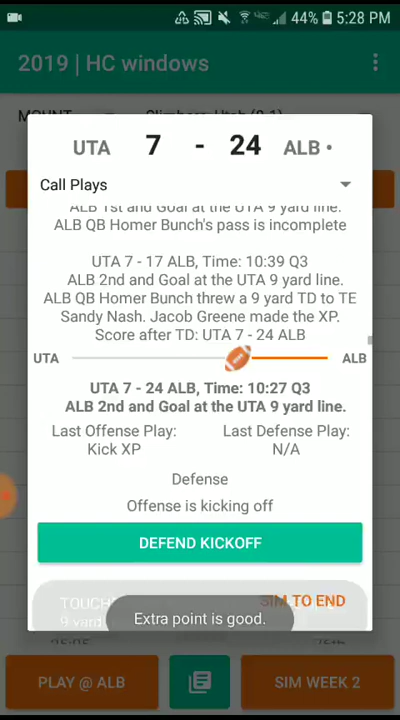 44% 5:28 PM
2019 | HC windows
UTA 7 - 24 ALB •
Call Plays
ALB 1st and Goal at the UTA 9 yard line.
ALB QB Homer Bunch's pass is incomplete
UTA 7 - 17 ALB, Time: 10:39 Q3
ALB 2nd and Goal at the UTA 9 yard line.
ALB QB Homer Bunch threw a 9 yard TD to TE
Sandy Nash. Jacob Greene made the XP.
Score after TD: UTA 7 - 24 ALB
UTA ALB
UTA 7 - 24 ALB, Time: 10:27 Q3
ALB 2nd and Goal at the UTA 9 yard line.
Last Offense Play: Last Defense Play:
Kick XP N/A
Defense
Offense is kicking off
DEFEND KICKOFF
SIM TO END
Extra point is good.
PLAY @ ALB SIM WEEK 2